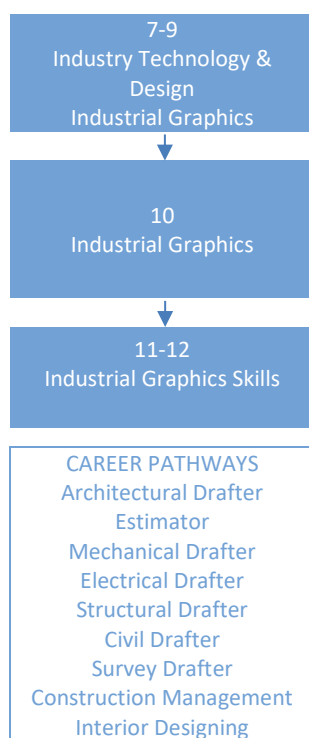 7-9
Industry Technology &
Design
Industrial Graphics
10
Industrial Graphics
11-12
Industrial Graphics Skills
CAREER PATHWAYS
Architectural Drafter
Estimator
Mechanical Drafter
Electrical Drafter
Structural Drafter
Civil Drafter
Survey Drafter
Construction Management
Interior Designing